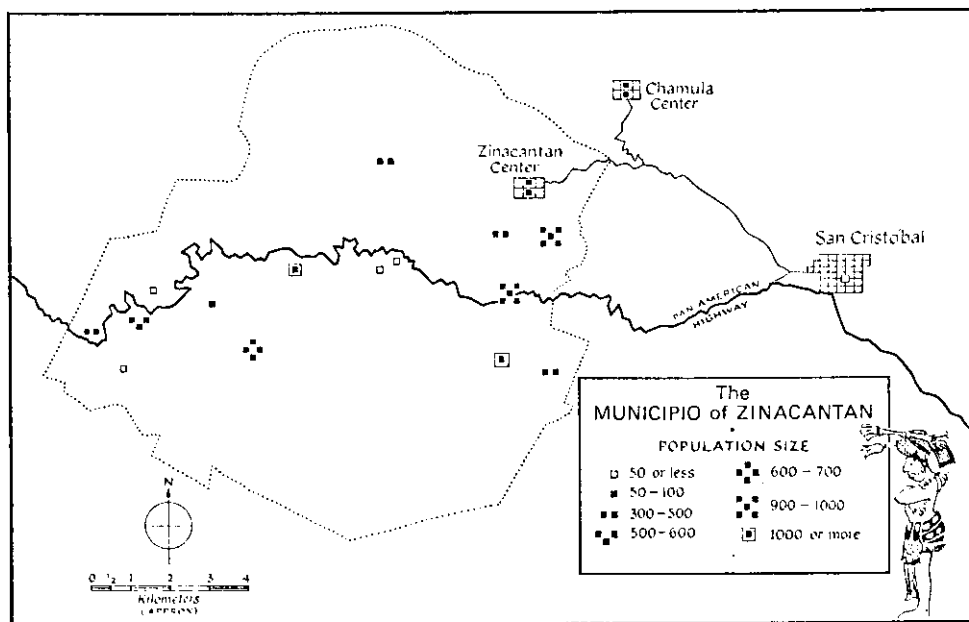 Chamula
Center
Zinacantan
Center
San Cristobal
PAN AMERICAN
HIGHWAY
The
MUNICIPIO of ZINACANTAN
POPULATION SIZE
50 or less
50-100
300-500
500-600
600-700
900-1000
1000 or more
N
0 ½ 1 2 3 4
Kilometers
(APPROX)